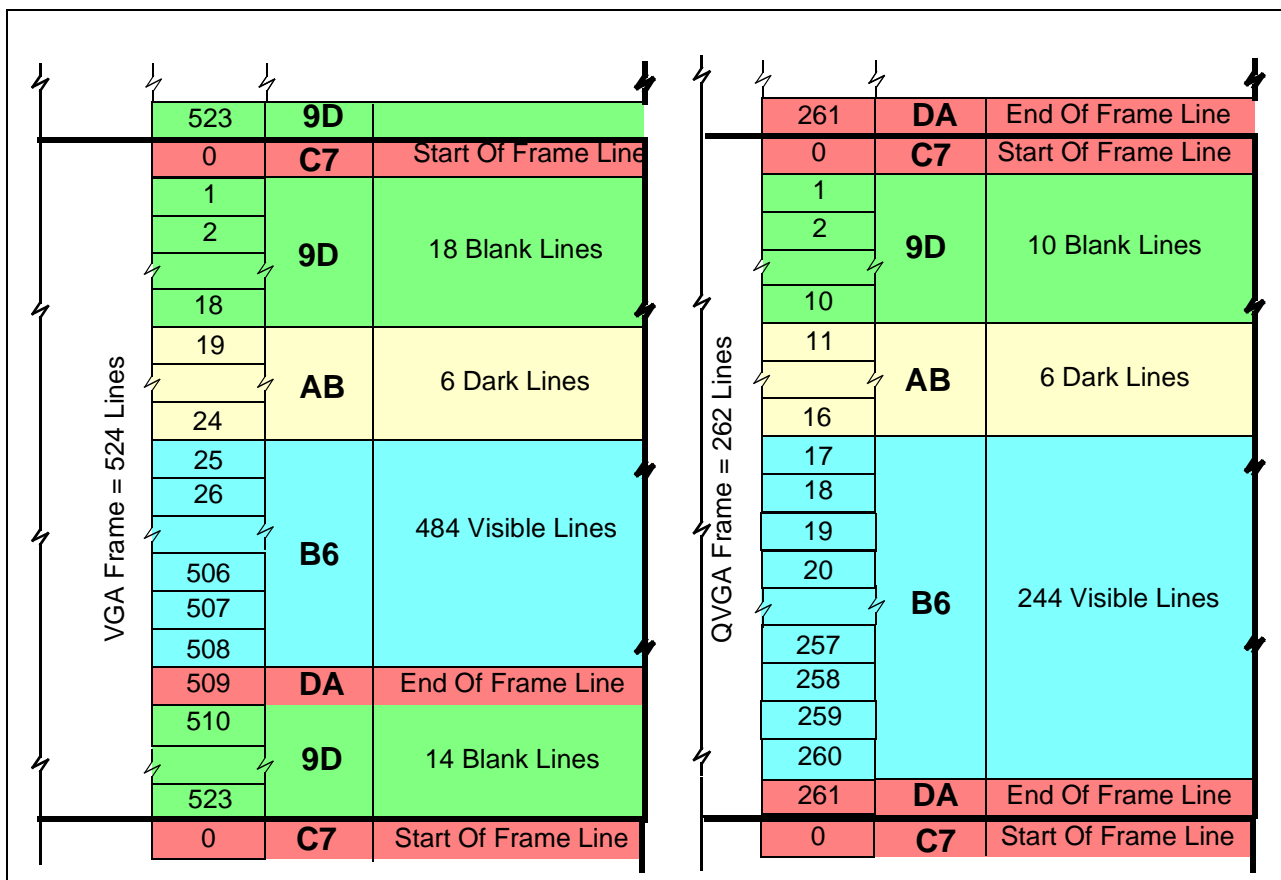 VGA Frame = 524 Lines
523 9D
0 C7 Start Of Frame Line
1
2
9D 18 Blank Lines
18
19
AB 6 Dark Lines
24
25
26
B6 484 Visible Lines
506
507
508
509 DA End Of Frame Line
510
9D 14 Blank Lines
523
0 C7 Start Of Frame Line
QVGA Frame = 262 Lines
261 DA End Of Frame Line
0 C7 Start Of Frame Line
1
2
9D 10 Blank Lines
10
11
AB 6 Dark Lines
16
17
18
19
20
B6 244 Visible Lines
257
258
259
260
261 DA End Of Frame Line
0 C7 Start Of Frame Line